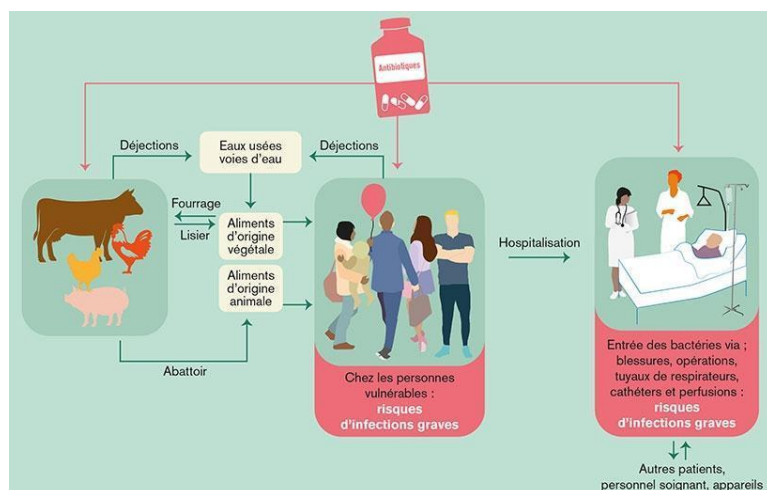 Antibiotiques
Déjections
Eaux usées
voies d'eau
Déjections
Fourrage
Lisier
Aliments
d'origine
végétale
Aliments
d'origine
animale
Abattoir
Chez les personnes
vulnérables :
risques
d'infections graves
Hospitalisation
Entrée des bactéries via ;
blessures, opérations,
tuyaux de respirateurs,
cathéters et perfusions :
risques
d'infections graves
Autres patients,
personnel soignant, appareils